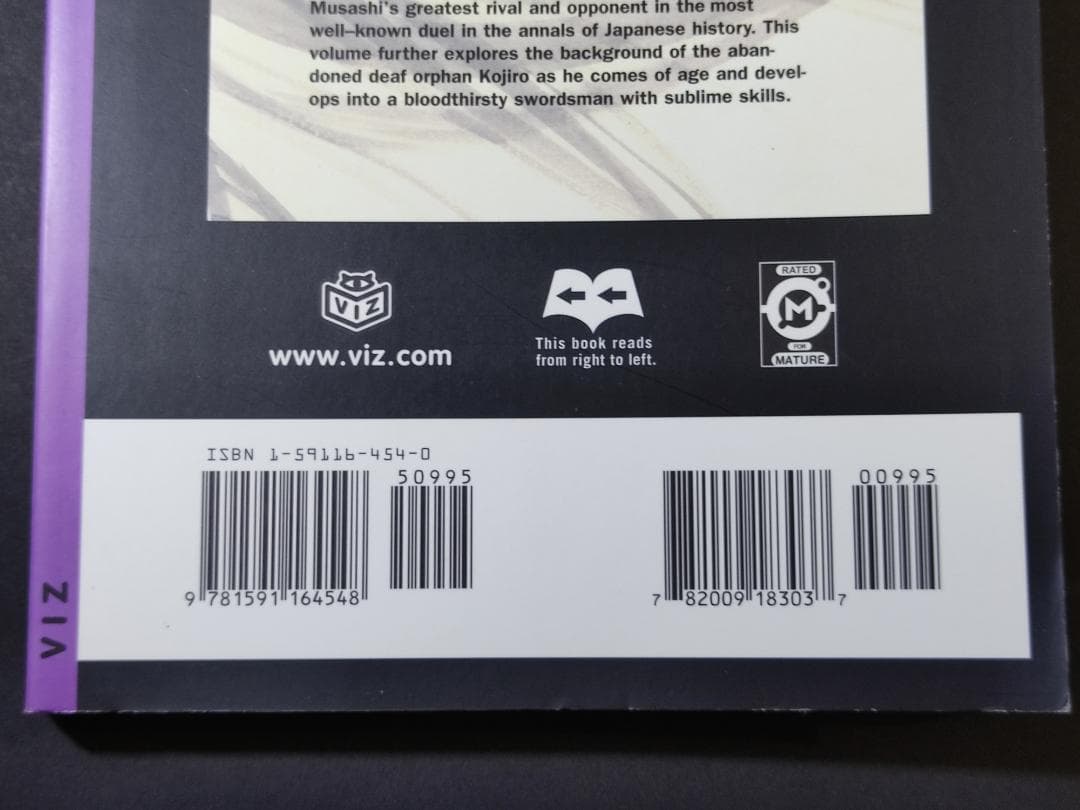 Musashi's greatest rival and opponent in the most
well–known duel in the annals of Japanese history. This
volume further explores the background of the aban-
doned deaf orphan Kojiro as he comes of age and devel-
ops into a bloodthirsty swordsman with sublime skills.
VIZ
www.viz.com
This book reads
from right to left.
RATED
M
FOR
MATURE
ISBN 1-59116-454-0
50995
9 781591 164548
00995
7 82009 18303 7
VIZ